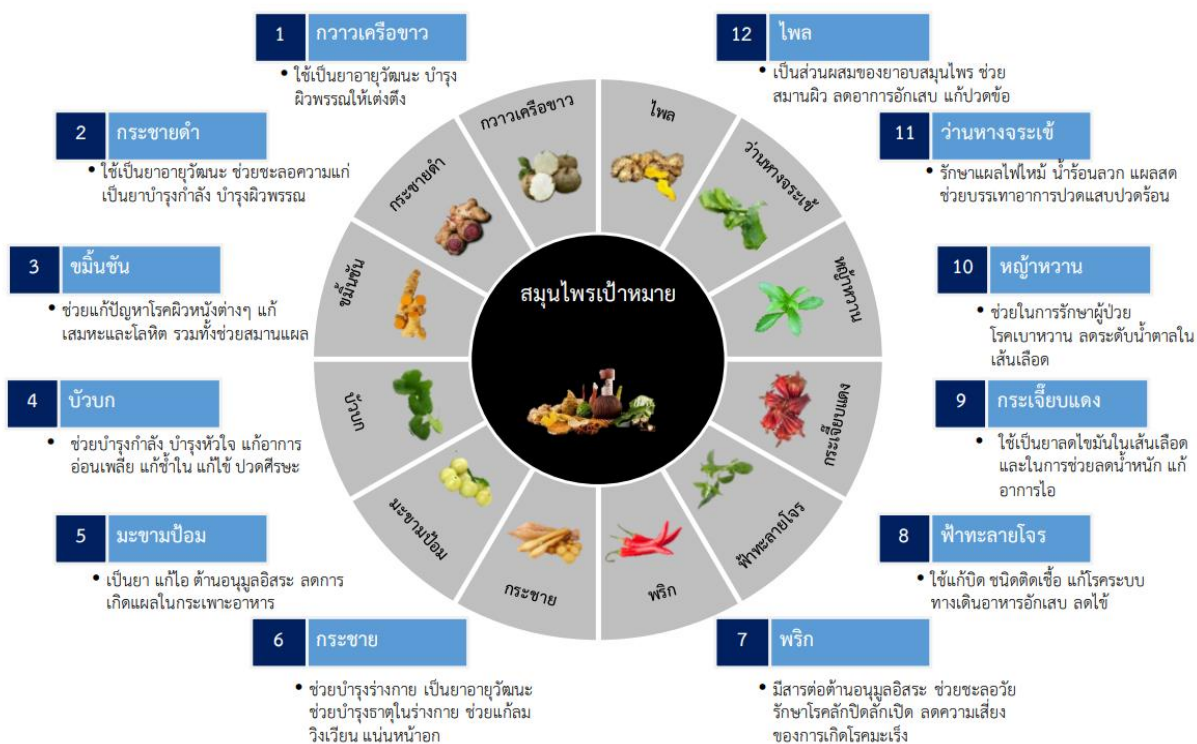 1 กวาวเครือขาว
• ใช้เป็นยาอายุวัฒนะ บำรุง
ผิวพรรณให้เต่งตึง
2 กระชายดำ
• ใช้เป็นยาอายุวัฒนะ ช่วยชะลอความแก่
เป็นยาบำรุงกำลัง บำรุงผิวพรรณ
3 ขมิ้นชัน
• ช่วยแก้ปัญหาโรคผิวหนังต่างๆ แก้
เสมหะและโลหิต รวมทั้งช่วยสมานแผล
4 บัวบก
• ช่วยบำรุงกำลัง บำรุงหัวใจ แก้อาการ
อ่อนเพลีย แก้ช้ำใน แก้ไข้ ปวดศีรษะ
5 มะขามป้อม
• เป็นยา แก้ไอ ต้านอนุมูลอิสระ ลดการ
เกิดแผลในกระเพาะอาหาร
6 กระชาย
• ช่วยบำรุงร่างกาย เป็นยาอายุวัฒนะ
ช่วยบำรุงธาตุในร่างกาย ช่วยแก้ลม
วิงเวียน แน่นหน้าอก
7 พริก
• มีสารต่อต้านอนุมูลอิสระ ช่วยชะลอวัย
รักษาโรคลักปิดลักเปิด ลดความเสี่ยง
ของการเกิดโรคมะเร็ง
8 ฟ้าทะลายโจร
• ใช้แก้บิด ชนิดติดเชื้อ แก้โรคระบบ
ทางเดินอาหารอักเสบ ลดไข้
9 กระเจี๊ยบแดง
• ใช้เป็นยาลดไขมันในเส้นเลือด
และในการช่วยลดน้ำหนัก แก้
อาการไอ
10 หญ้าหวาน
• ช่วยในการรักษาผู้ป่วย
โรคเบาหวาน ลดระดับน้ำตาลใน
เส้นเลือด
11 ว่านหางจระเข้
• รักษาแผลไฟไหม้ น้ำร้อนลวก แผลสด
ช่วยบรรเทาอาการปวดแสบปวดร้อน
12 ไพล
• เป็นส่วนผสมของยาอบสมุนไพร ช่วย
สมานผิว ลดอาการอักเสบ แก้ปวดข้อ
สมุนไพรเป้าหมาย
กวาวเครือขาว
กระชายดำ
ขมิ้นชัน
บัวบก
มะขามป้อม
กระชาย
พริก
ฟ้าทะลายโจร
กระเจี๊ยบแดง
หญ้าหวาน
ว่านหางจระเข้
ไพล